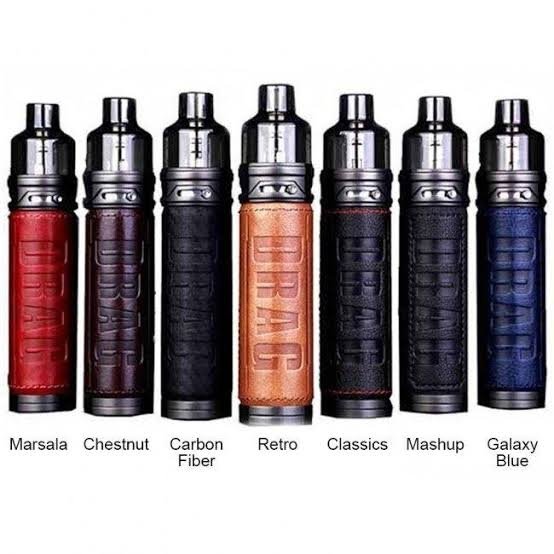 DRAG
DRAG
DRAG
DRAG
DRAG
DRAG
DRAG
Marsala
Chestnut
Carbon
Fiber
Retro
Classics
Mashup
Galaxy
Blue